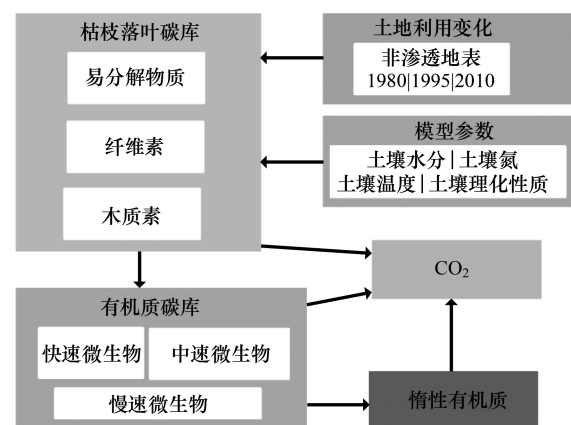 枯枝落叶碳库
易分解物质
纤维素
木质素
土地利用变化
非渗透地表
1980|1995|2010
模型参数
土壤水分|土壤氮
土壤温度|土壤理化性质
CO₂
有机质碳库
快速微生物
中速微生物
慢速微生物
惰性有机质